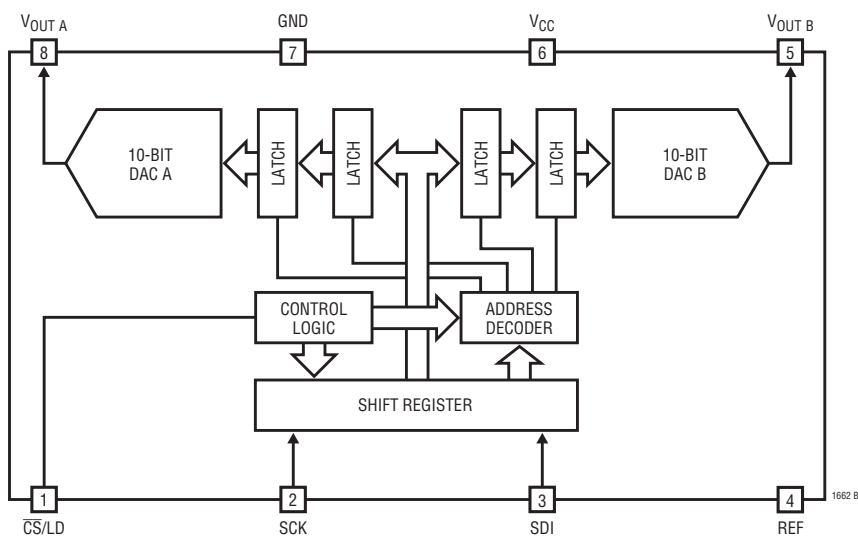 VOUT A
GND
VCC
VOUT B
8
7
6
5
10-BIT
DAC A
LATCH
LATCH
LATCH
LATCH
10-BIT
DAC B
CONTROL
LOGIC
ADDRESS
DECODER
SHIFT REGISTER
1
2
3
4
1662 B
C̅S̅/LD
SCK
SDI
REF